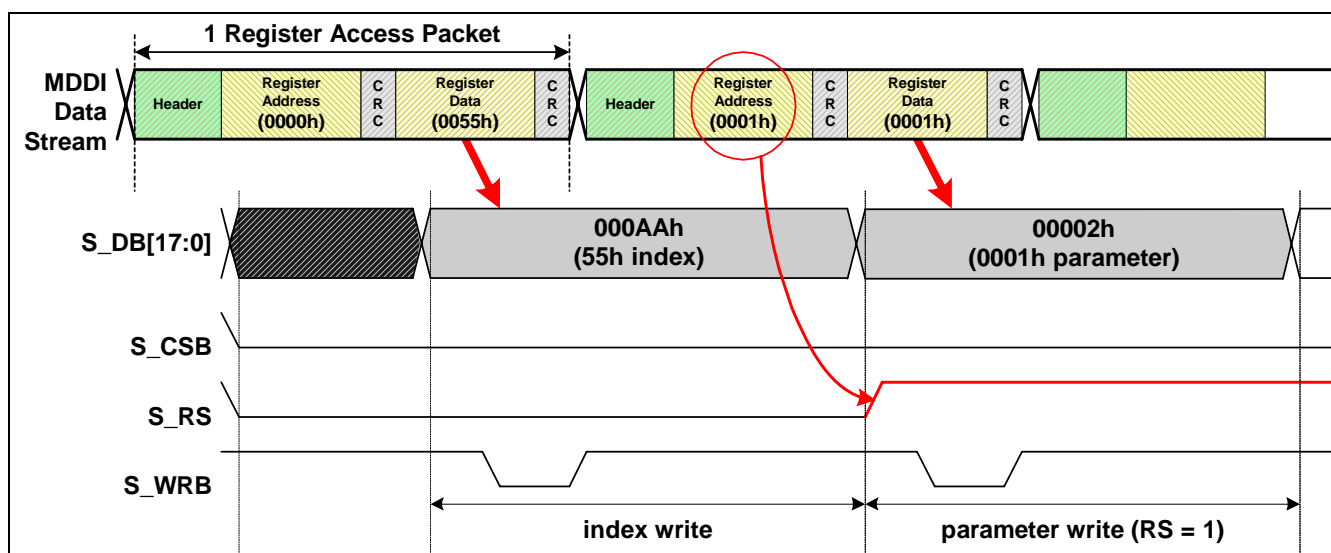 1 Register Access Packet
MDDI
Data
Stream
Header
Register
Address
(0000h)
C
R
C
Register
Data
(0055h)
C
R
C
Header
Register
Address
(0001h)
C
R
C
Register
Data
(0001h)
C
R
C
S_DB[17:0]
000AAh
(55h index)
00002h
(0001h parameter)
S_CSB
S_RS
S_WRB
index write
parameter write (RS = 1)